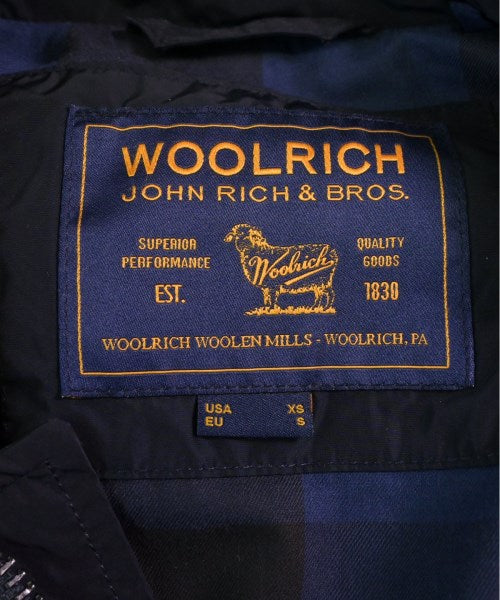 WOOLRICH
JOHN RICH & BROS.
SUPERIOR PERFORMANCE
Woolrich
QUALITY GOODS
EST.
1830
WOOLRICH WOOLEN MILLS - WOOLRICH, PA
USA XS
EU S